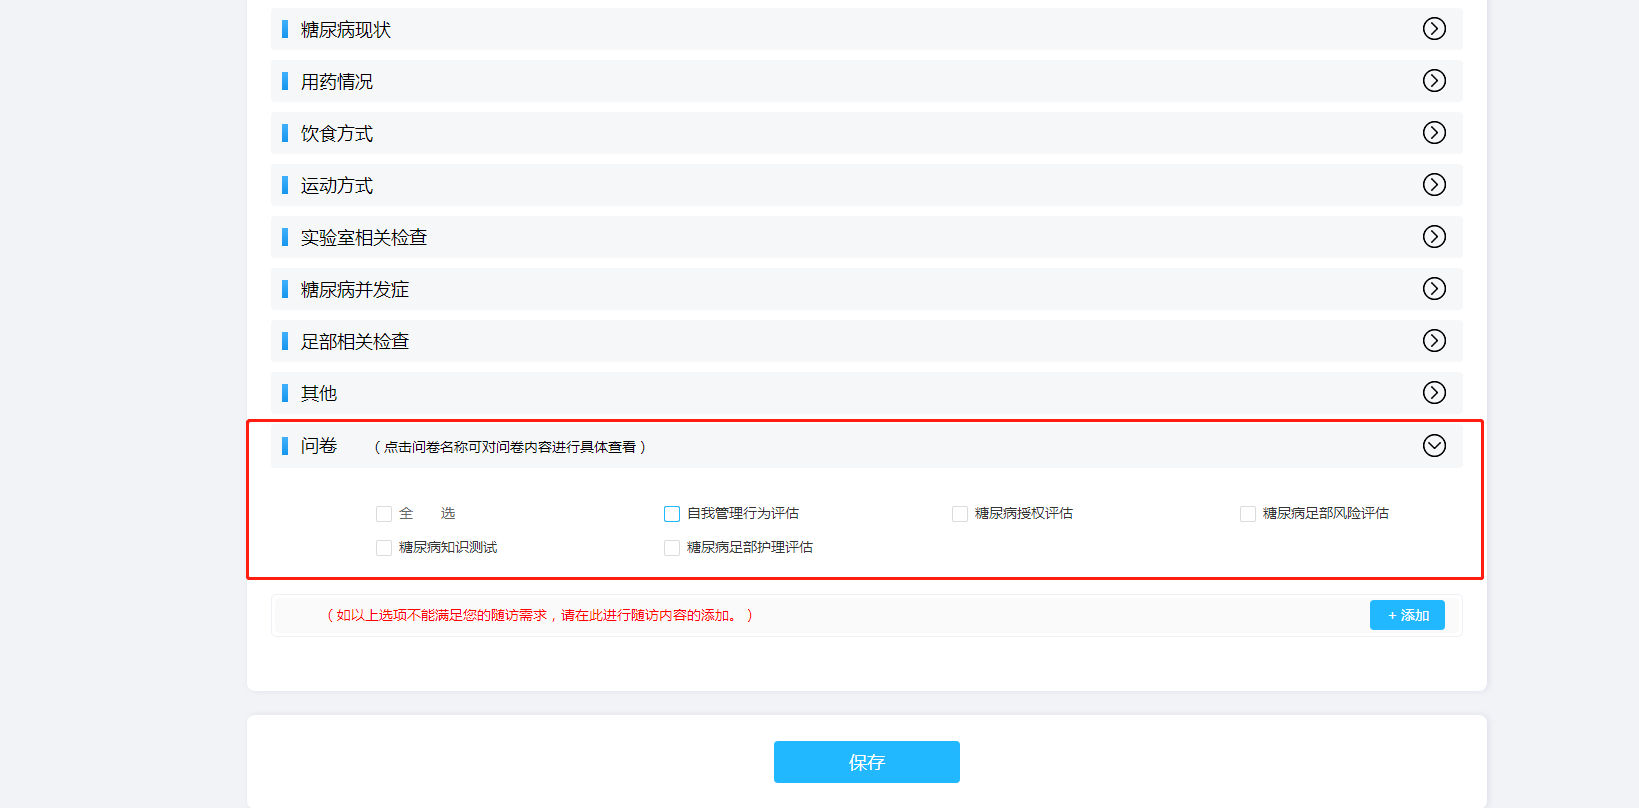 糖尿病现状
用药情况
饮食方式
运动方式
实验室相关检查
糖尿病并发症
足部相关检查
其他
问卷 （点击问卷名称可对问卷内容进行具体查看）
全 选 自我管理行为评估 糖尿病授权评估 糖尿病足部风险评估
糖尿病知识测试 糖尿病足部护理评估
（如以上选项不能满足您的随访需求，请在此进行随访内容的添加。） + 添加
保存